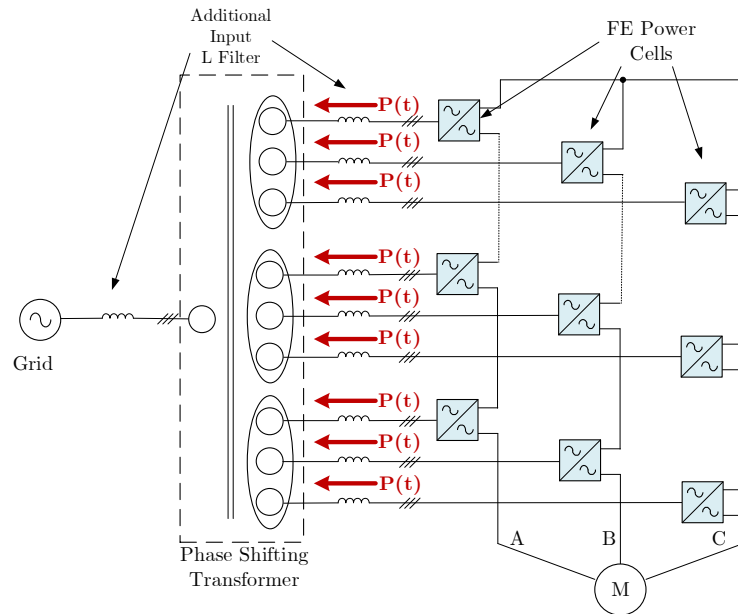 Additional
Input
L Filter
FE Power
Cells
P(t)
P(t)
P(t)
P(t)
P(t)
P(t)
P(t)
P(t)
P(t)
Grid
A
B
C
M
Phase Shifting
Transformer